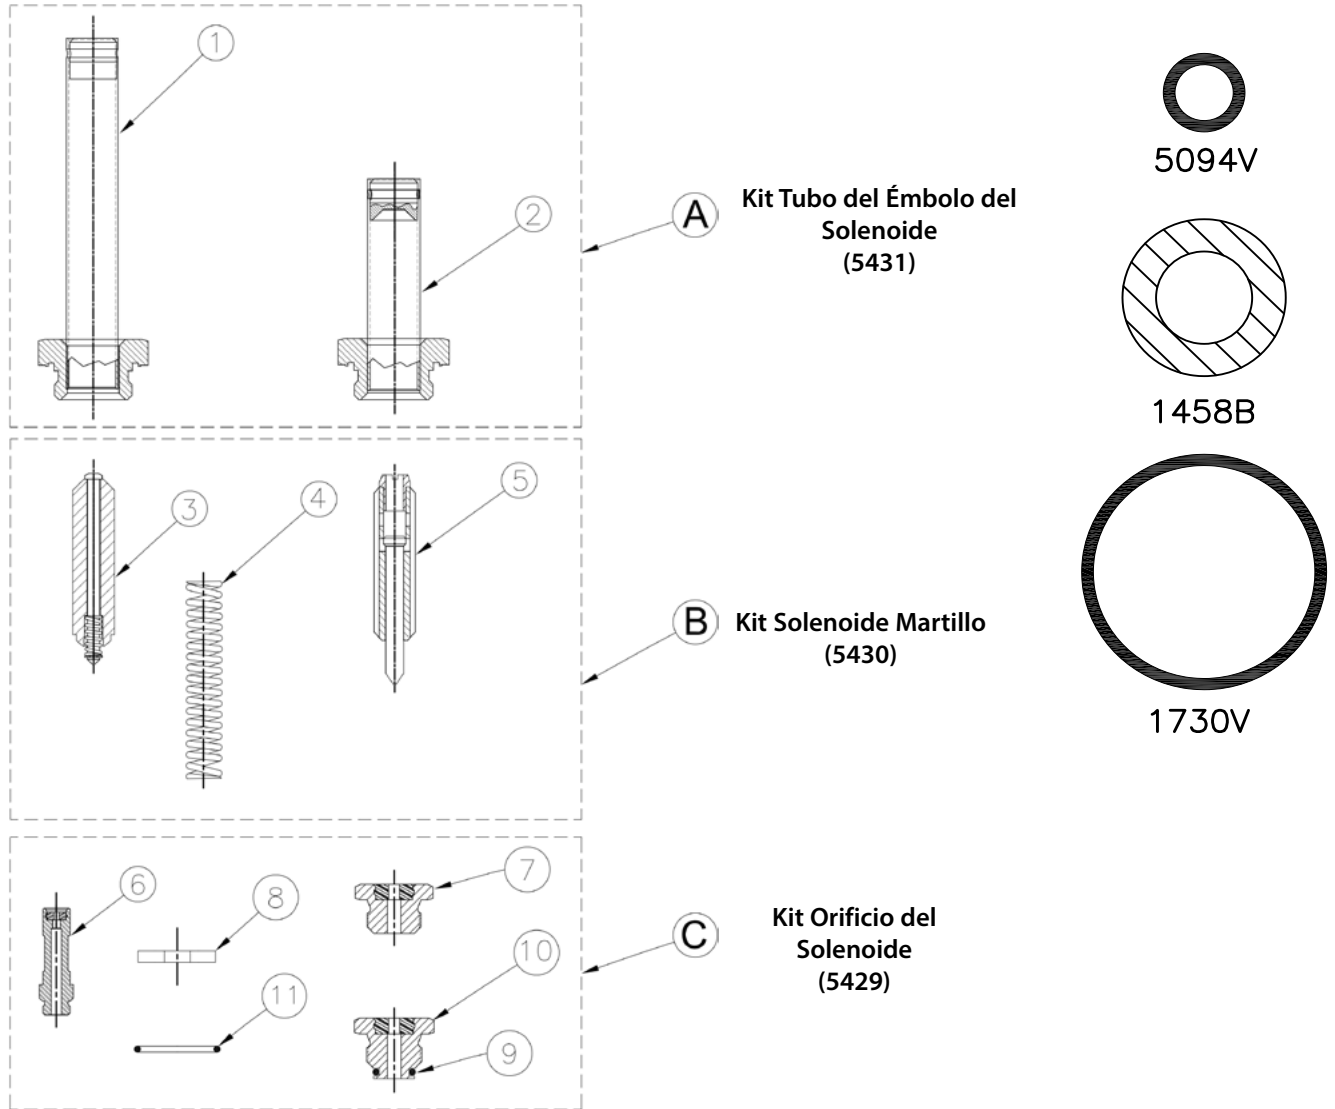 1
2
A
Kit Tubo del Émbolo del
Solenoide
(5431)
3
4
5
B
Kit Solenoide Martillo
(5430)
6
8
11
7
10
9
C
Kit Orificio del
Solenoide
(5429)
5094V
1458B
1730V